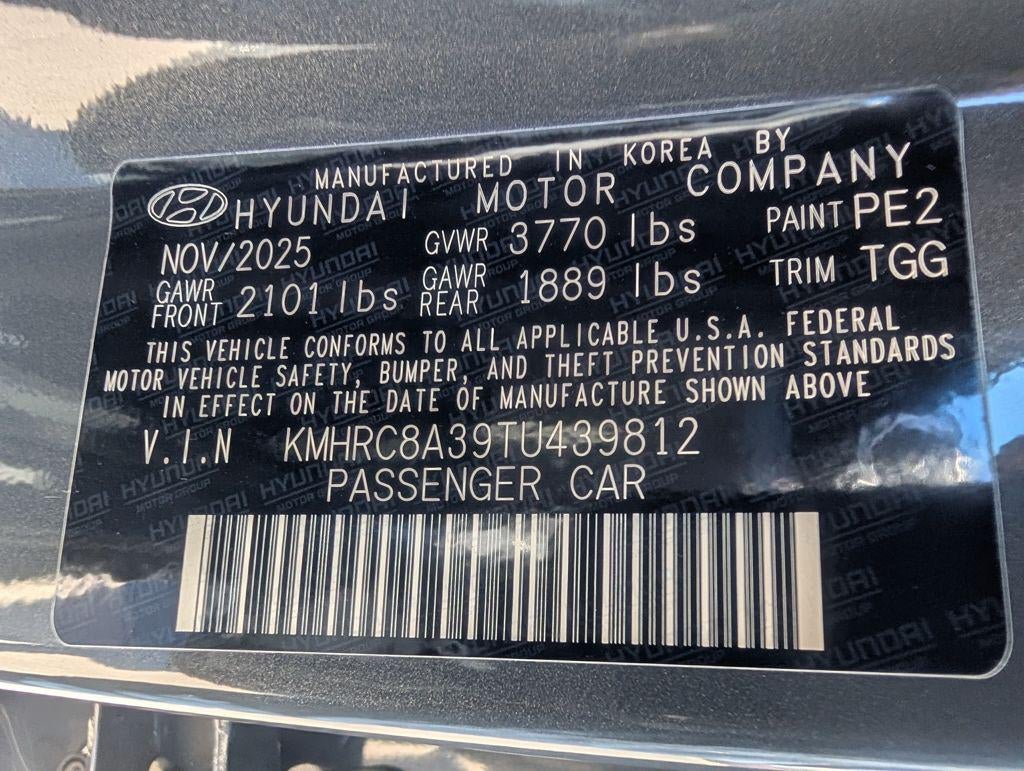 MANUFACTURED IN KOREA BY
HYUNDAI MOTOR COMPANY
NOV/2025 GVWR 3770 lbs PAINT PE2
GAWR FRONT 2101 lbs GAWR REAR 1889 lbs TRIM TGG
THIS VEHICLE CONFORMS TO ALL APPLICABLE U.S.A. FEDERAL
MOTOR VEHICLE SAFETY, BUMPER, AND THEFT PREVENTION STANDARDS
IN EFFECT ON THE DATE OF MANUFACTURE SHOWN ABOVE
V.I.N KMHRC8A39TU439812
PASSENGER CAR